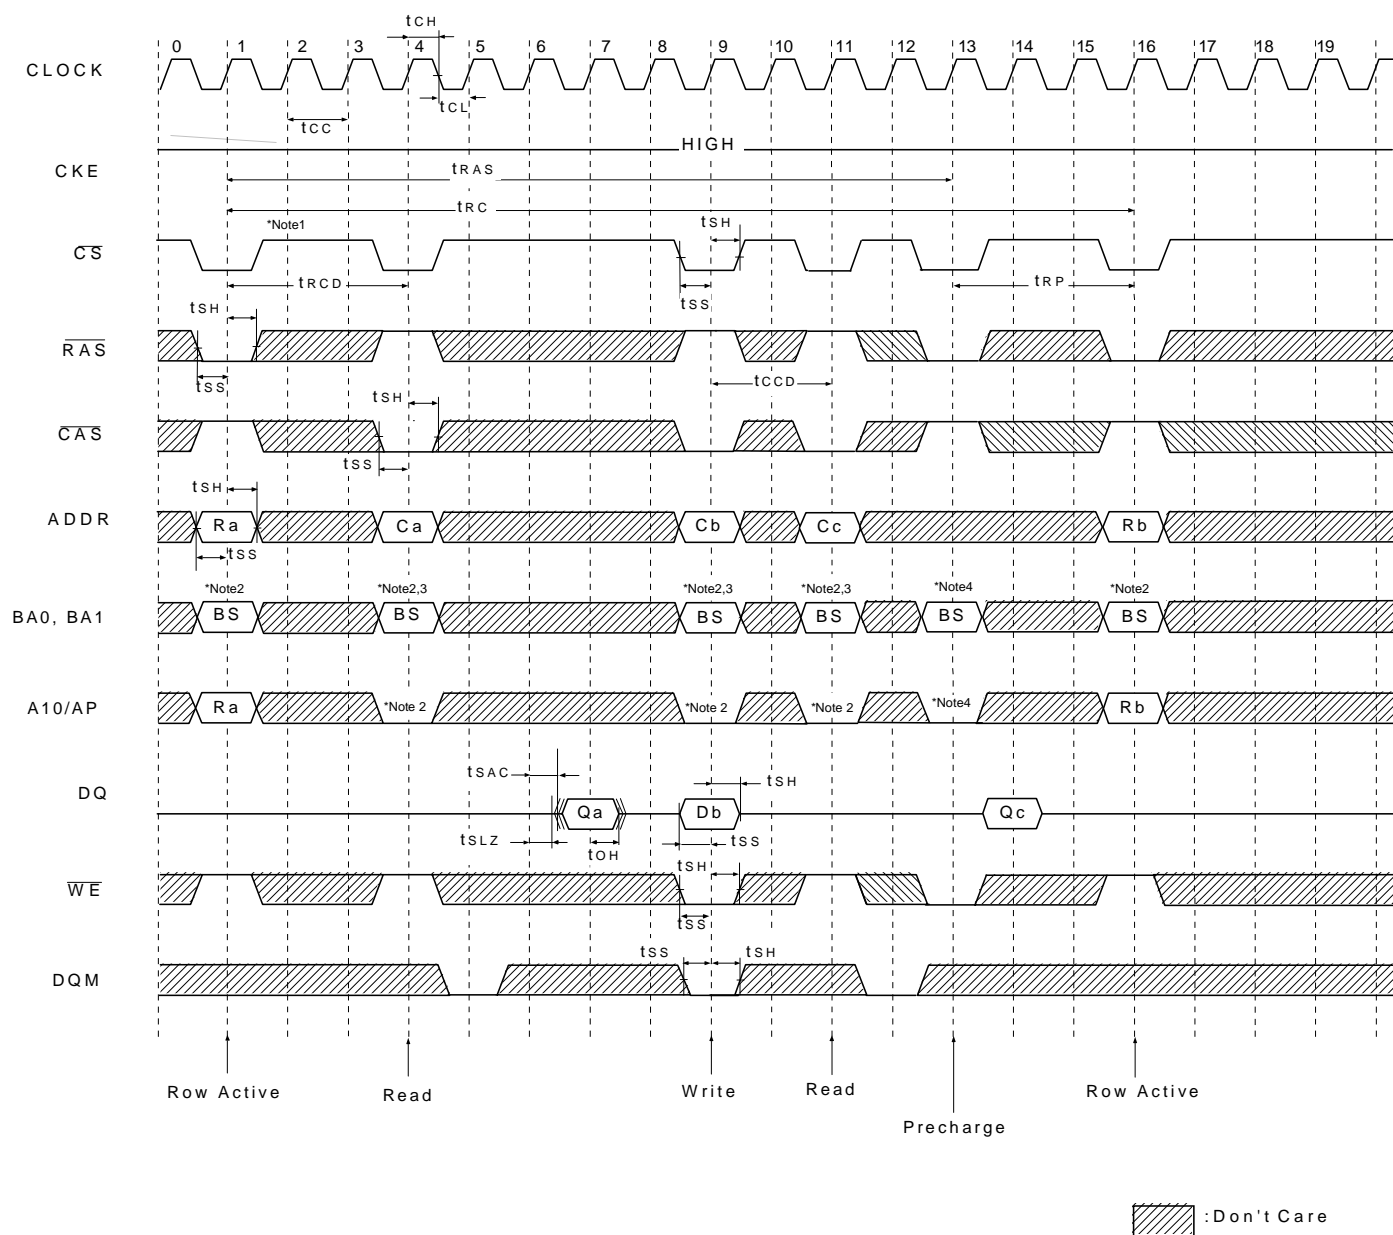 tCH
0 1 2 3 4 5 6 7 8 9 10 11 12 13 14 15 16 17 18 19
CLOCK
tCL
tCC
HIGH
CKE
tRAS
tRC
*Note1
tSH
CS
tRCD
tSS
tRP
tSH
RAS
tSS
tCCD
tSH
CAS
tSS
tSH
ADDR
Ra Ca Cb Cc Rb
tSS
*Note2 *Note2,3 *Note2,3 *Note2,3 *Note4 *Note2
BA0, BA1
BS BS BS BS BS BS
A10/AP
Ra *Note 2 *Note 2 *Note 2 *Note4 Rb
tSAC
tSH
DQ
Qa Db Qc
tSLZ
tOH
tSS
tSH
WE
tSS
tSS
tSH
DQM
Row Active
Read
Write
Read
Row Active
Precharge
:Don't Care